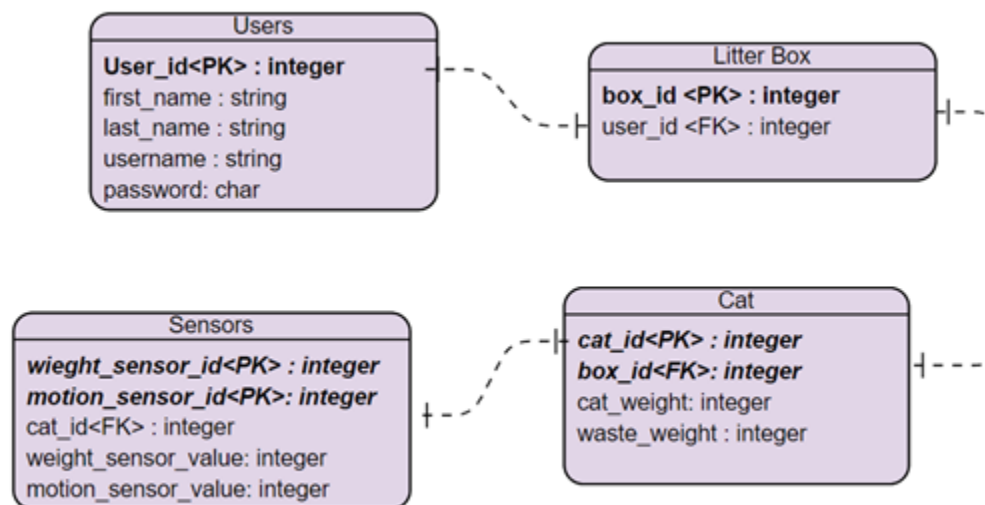 Users
User_id<PK> : integer
first_name : string
last_name : string
username : string
password: char
Litter Box
box_id <PK> : integer
user_id <FK> : integer
Sensors
wieght_sensor_id<PK> : integer
motion_sensor_id<PK>: integer
cat_id<FK> : integer
weight_sensor_value: integer
motion_sensor_value: integer
Cat
cat_id<PK> : integer
box_id<FK>: integer
cat_weight: integer
waste_weight : integer